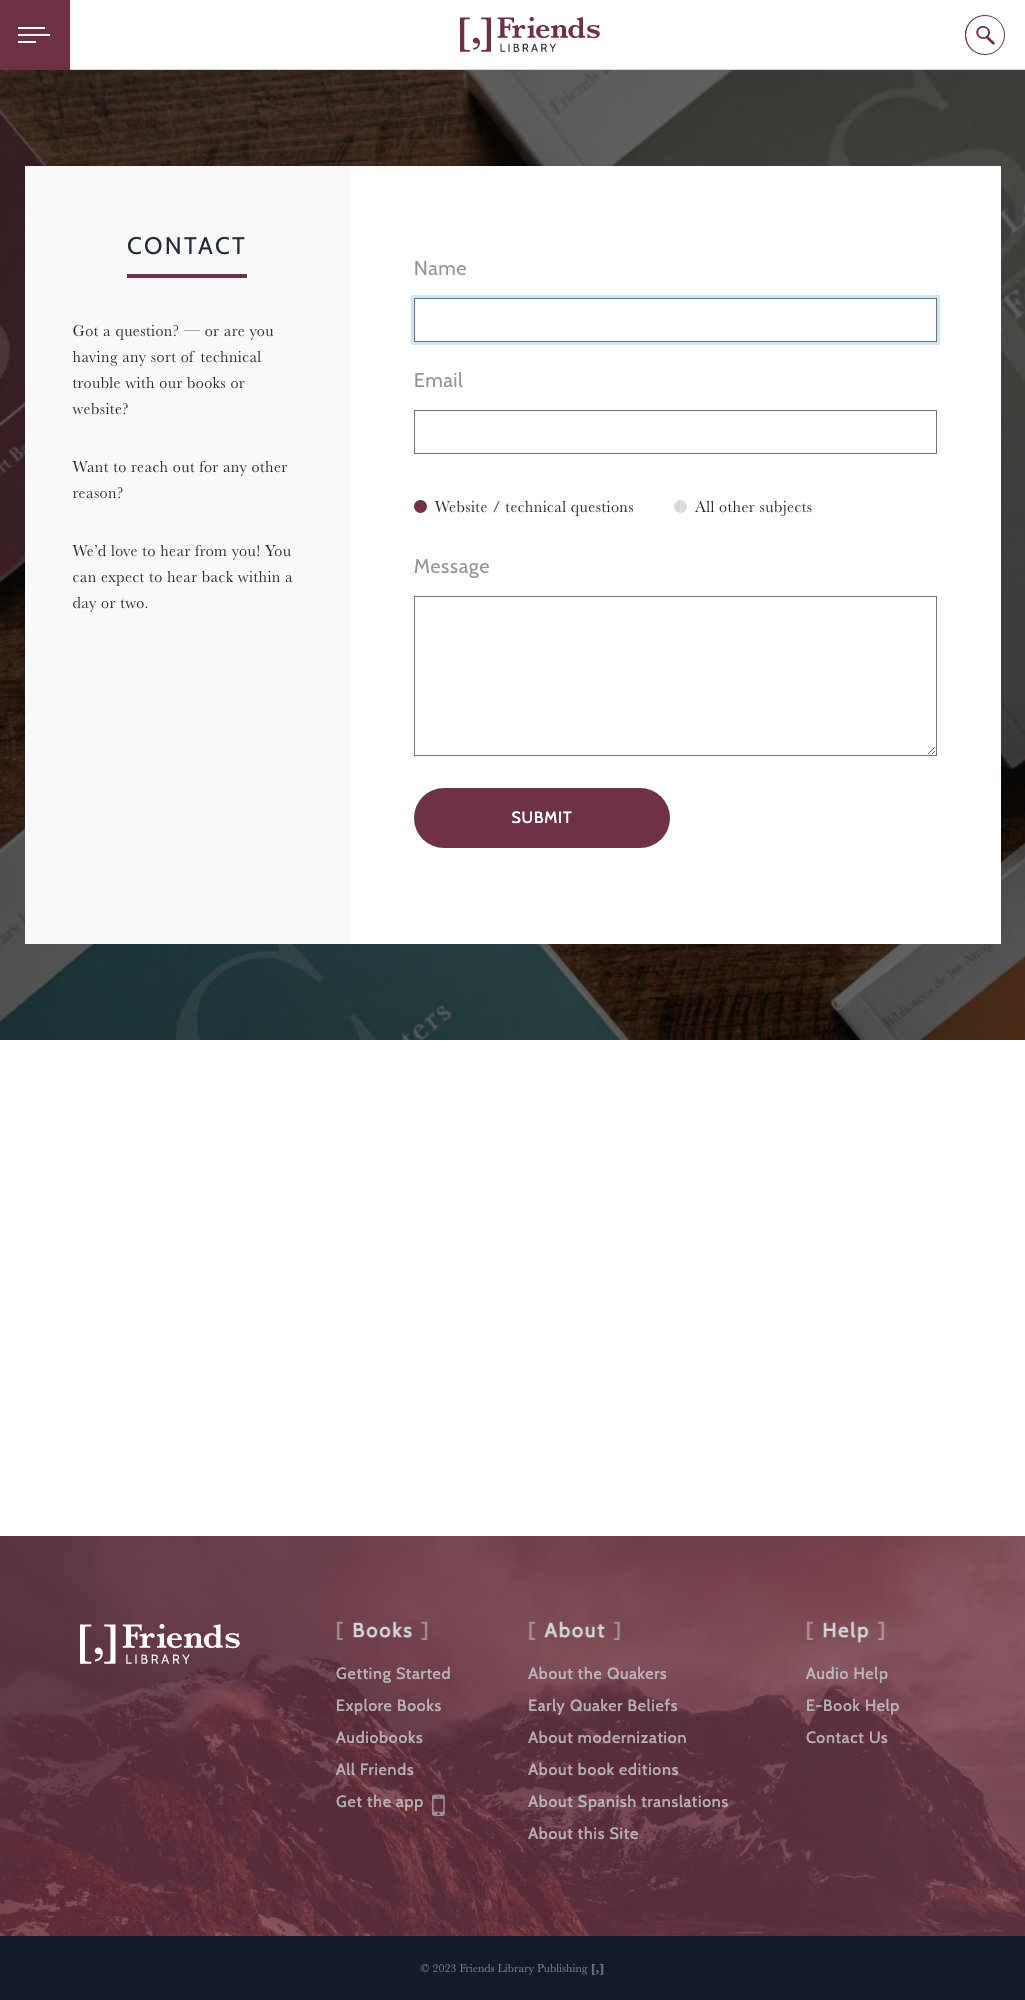 [,] Friends
LIBRARY
Friends
CONTACT
Got a question? — or are you
having any sort of technical
trouble with our books or
website?
Want to reach out for any other
reason?
We’d love to hear from you! You
can expect to hear back within a
day or two.
Name
Email
Website / technical questions
All other subjects
Message
SUBMIT
Biblioteca de los
[,] Friends
LIBRARY
[ Books ]
Getting Started
Explore Books
Audiobooks
All Friends
Get the app
[ About ]
About the Quakers
Early Quaker Beliefs
About modernization
About book editions
About Spanish translations
About this Site
[ Help ]
Audio Help
E-Book Help
Contact Us
© 2023 Friends Library Publishing [,]